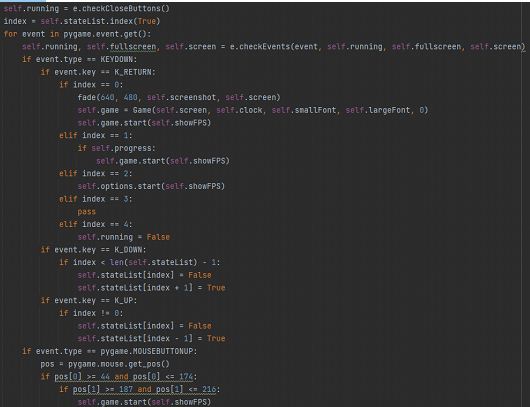 self.running = e.checkCloseButtons()
index = self.stateList.index(True)
for event in pygame.event.get():
    self.running, self.fullscreen, self.screen = e.checkEvents(event, self.running, self.fullscreen, self.screen)
    if event.type == KEYDOWN:
        if event.key == K_RETURN:
            if index == 0:
                fade(640, 480, self.screenshot, self.screen)
                self.game = Game(self.screen, self.clock, self.smallFont, self.largeFont, 0)
                self.game.start(self.showFPS)
            elif index == 1:
                if self.progress:
                    self.game.start(self.showFPS)
            elif index == 2:
                self.options.start(self.showFPS)
            elif index == 3:
                pass
            elif index == 4:
                self.running = False
        if event.key == K_DOWN:
            if index < len(self.stateList) - 1:
                self.stateList[index] = False
                self.stateList[index + 1] = True
        if event.key == K_UP:
            if index != 0:
                self.stateList[index] = False
                self.stateList[index - 1] = True
    if event.type == pygame.MOUSEBUTTONUP:
        pos = pygame.mouse.get_pos()
        if pos[0] >= 44 and pos[0] <= 174:
            if pos[1] >= 187 and pos[1] <= 216:
                self.game.start(self.showFPS)